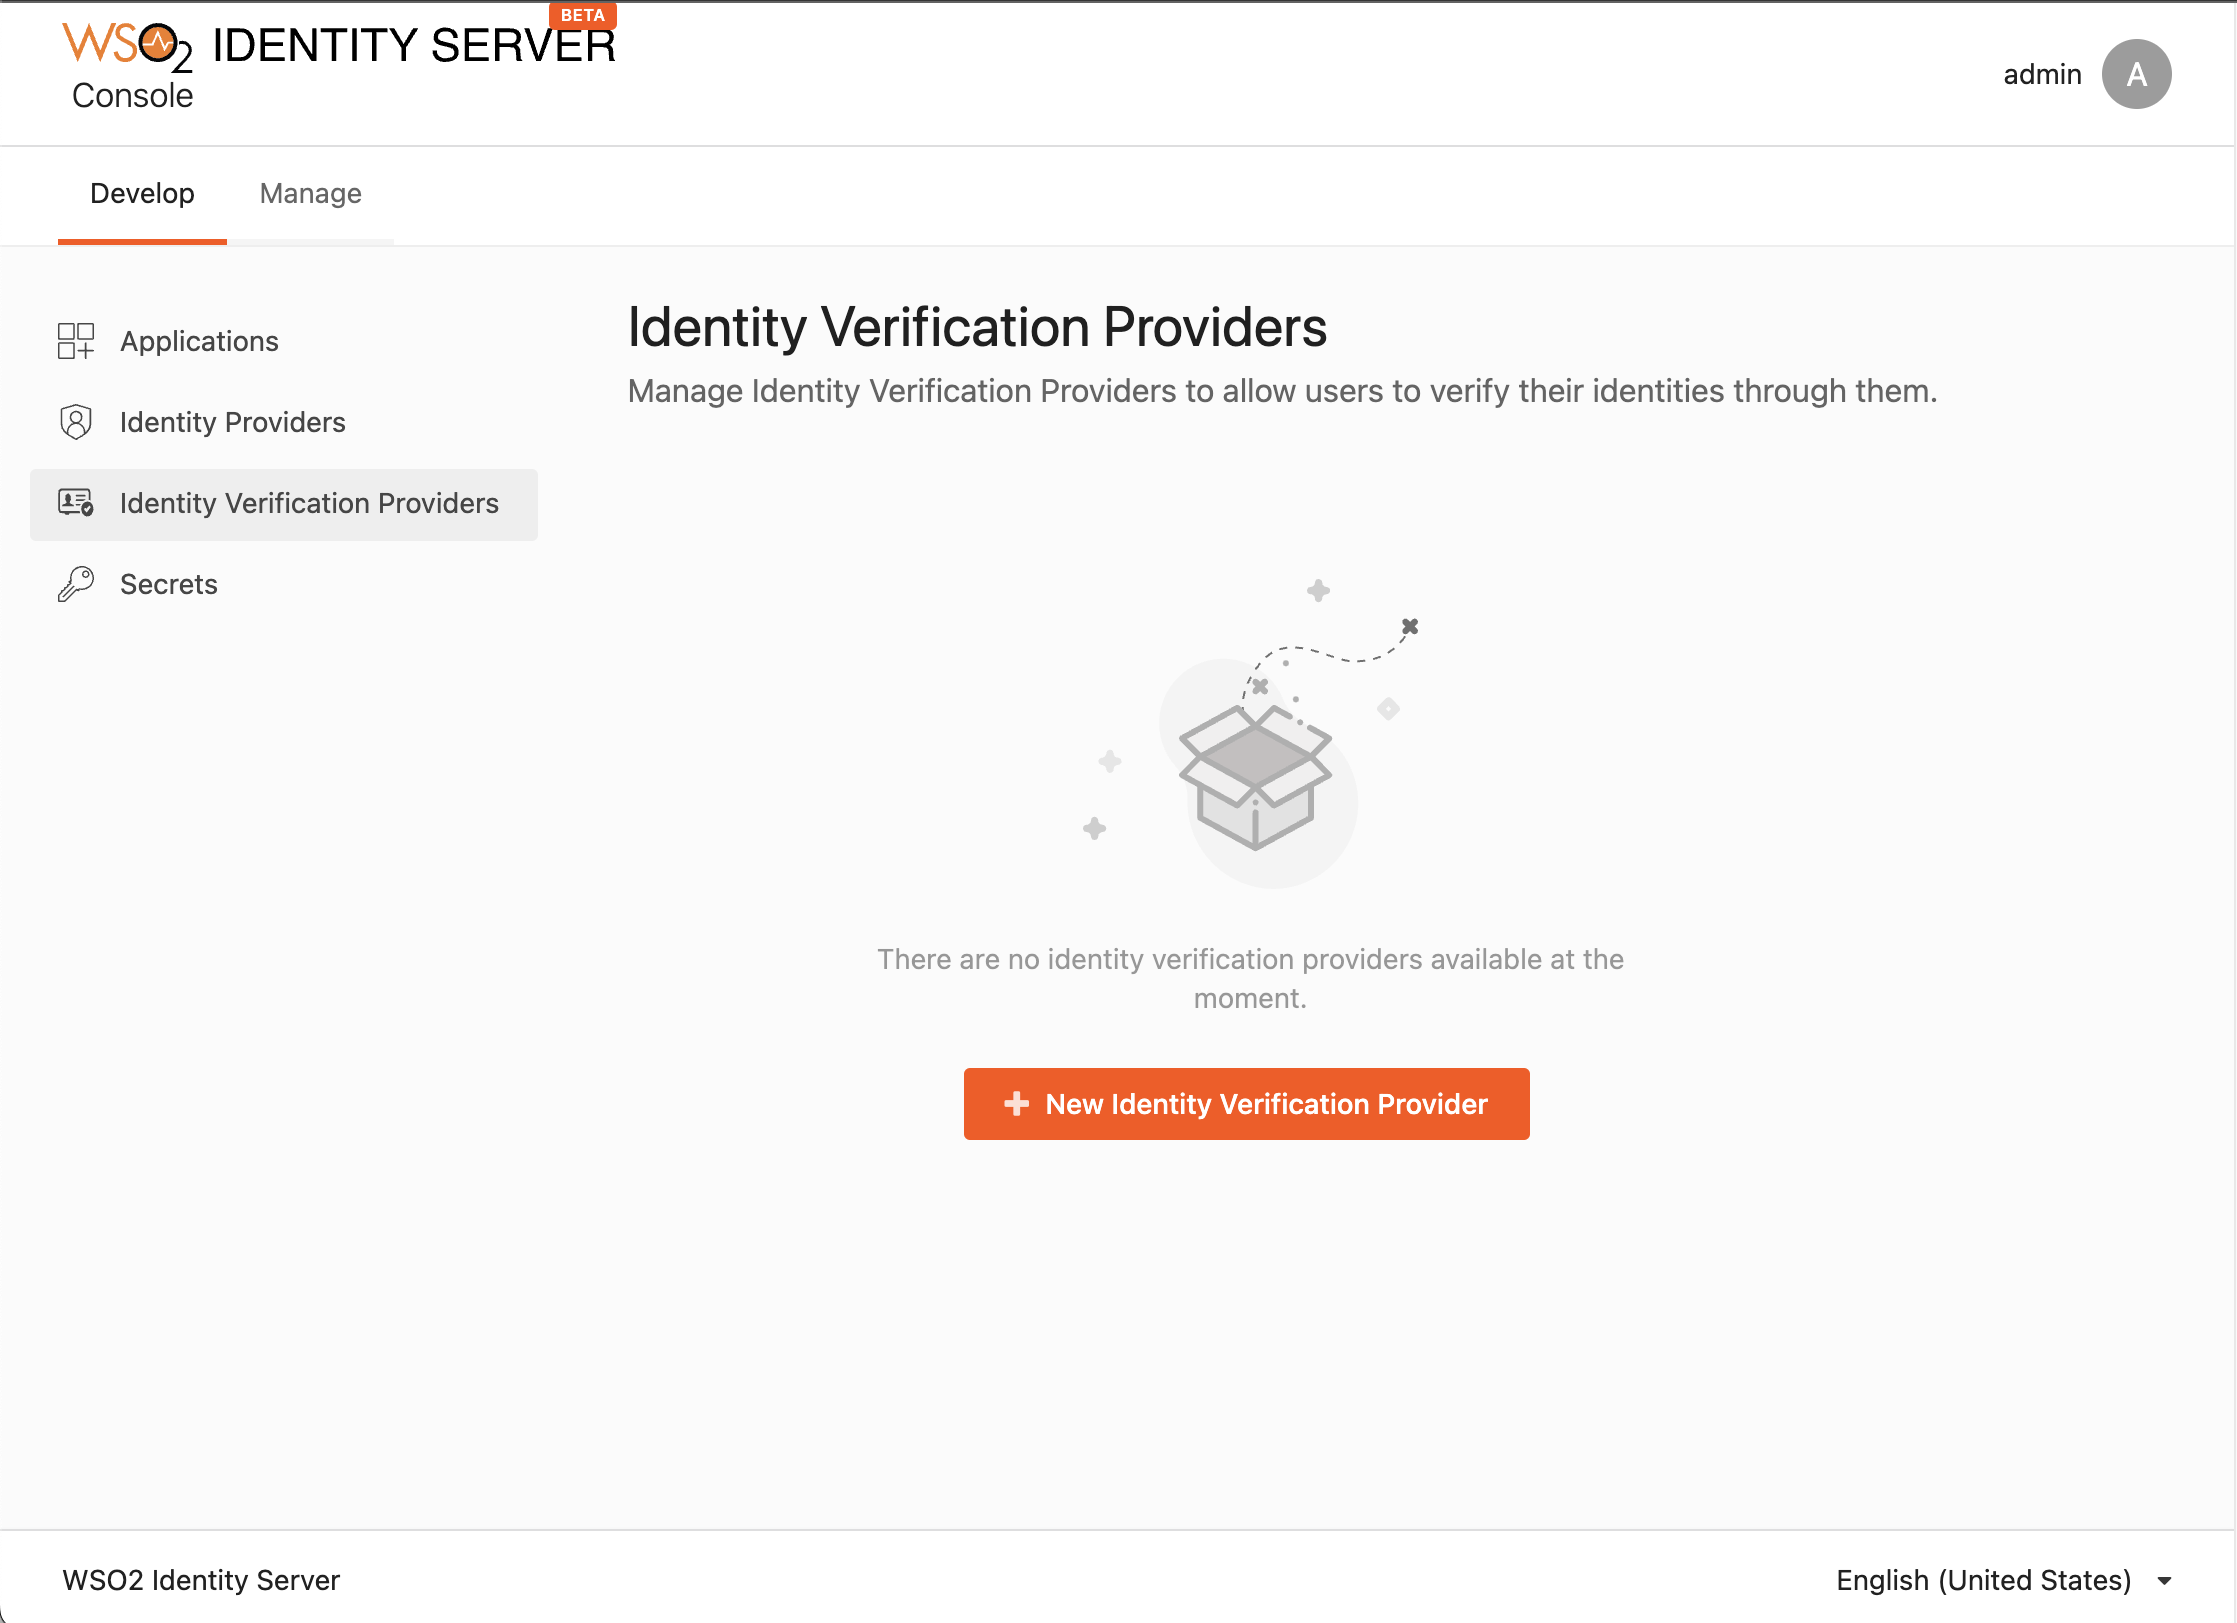 BETA
WSO2 IDENTITY SERVER
Console
admin
A
Develop
Manage
Applications
Identity Providers
Identity Verification Providers
Secrets
Identity Verification Providers
Manage Identity Verification Providers to allow users to verify their identities through them.
There are no identity verification providers available at the
moment.
New Identity Verification Provider
WSO2 Identity Server
English (United States)